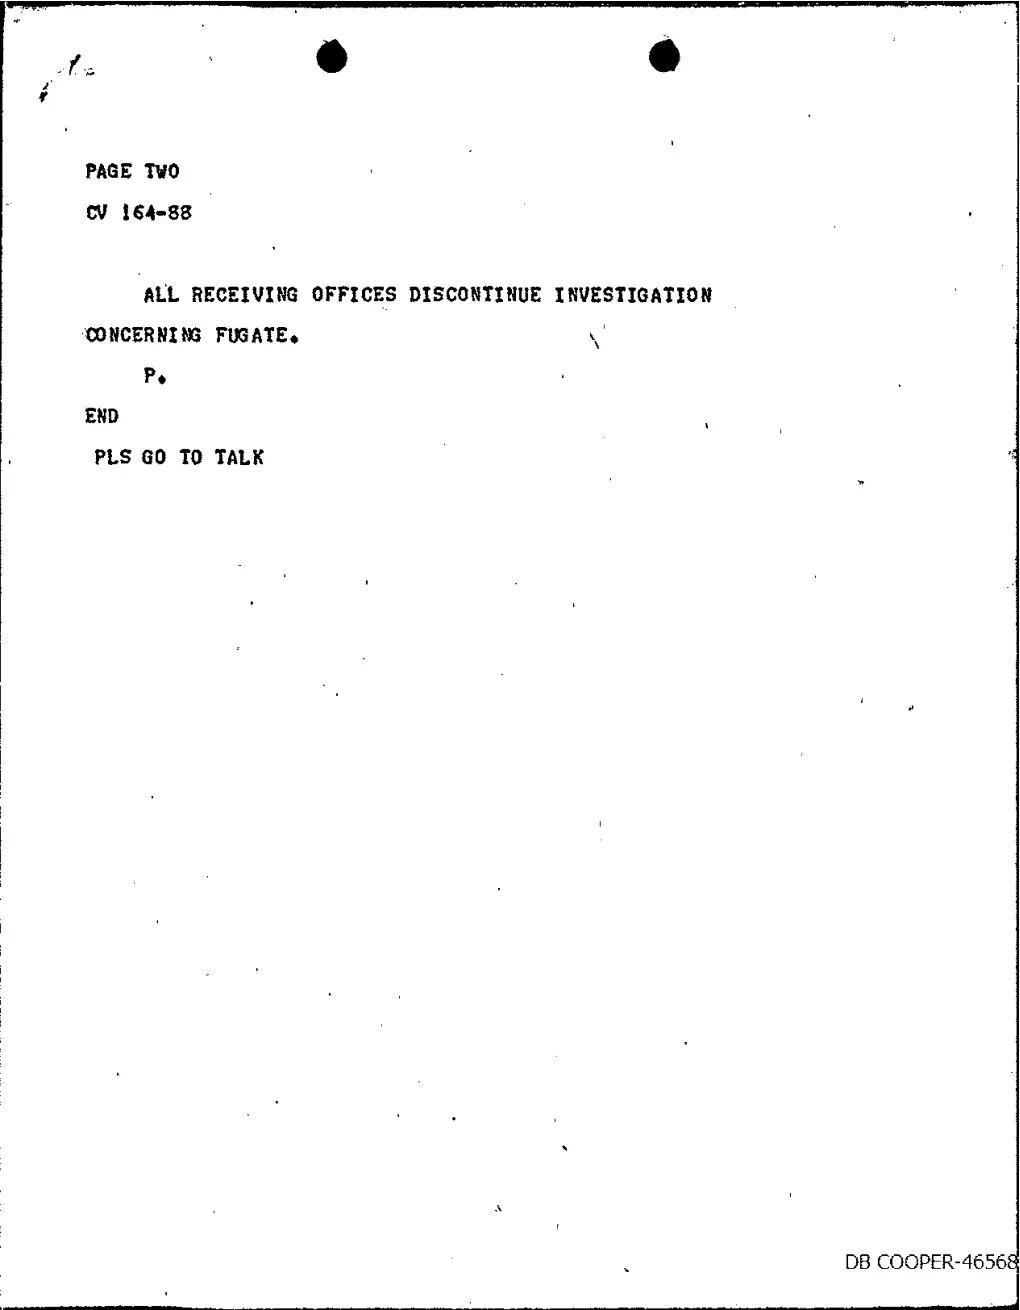 PAGE TWO
CV 164-88
ALL RECEIVING OFFICES DISCONTINUE INVESTIGATION
CONCERNING FUGATE.
P.
END
PLS GO TO TALK
DB COOPER-46568